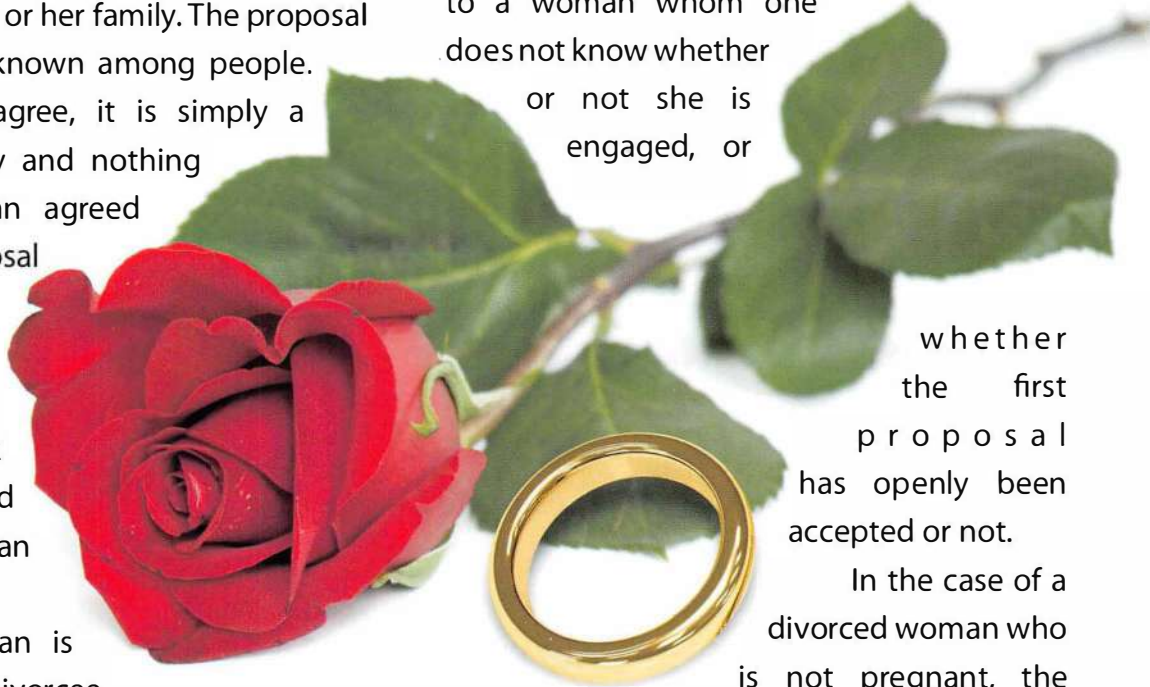 or her family. The proposal
known among people.
agree, it is simply a
and nothing
agreed
an
an is
to a woman whom one
does not know whether
or not she is
engaged, or
whether
the first
proposal
has openly been
accepted or not.
In the case of a
divorced woman who
is not pregnant, the